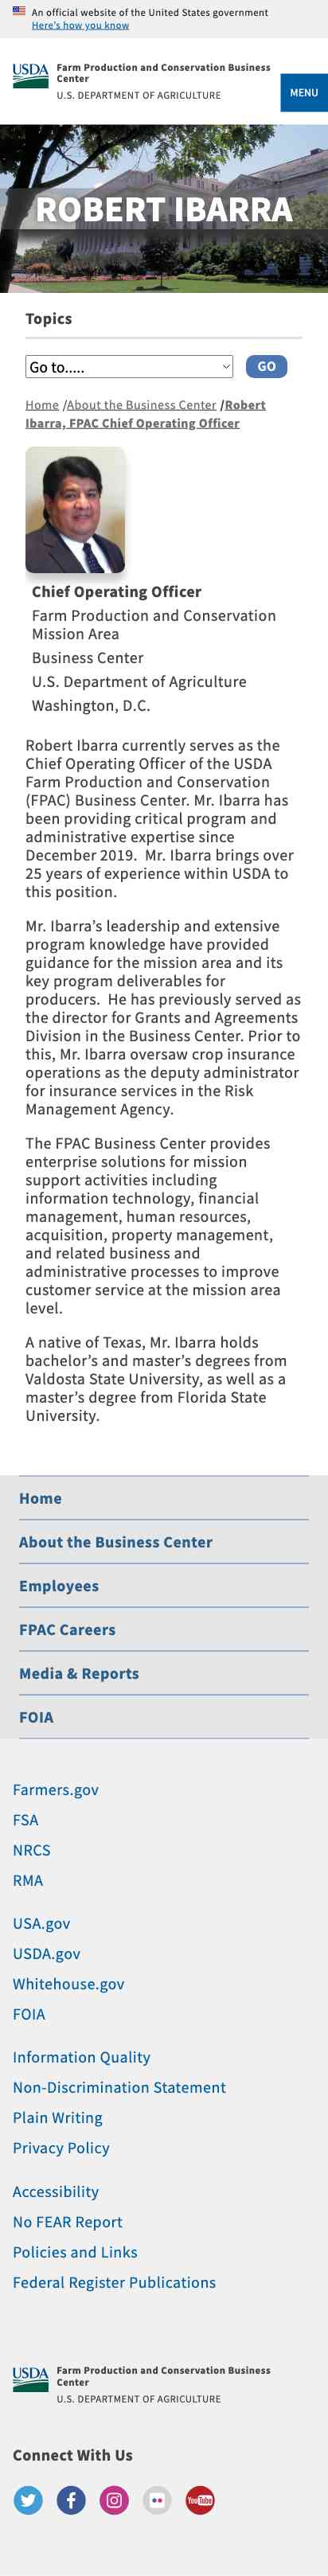 An official website of the United States government
Here's how you know
USDA
Farm Production and Conservation Business
Center
U.S. DEPARTMENT OF AGRICULTURE
MENU
ROBERT IBARRA
Topics
Go to.....
GO
Home /About the Business Center /Robert
Ibarra, FPAC Chief Operating Officer
Chief Operating Officer
Farm Production and Conservation
Mission Area
Business Center
U.S. Department of Agriculture
Washington, D.C.
Robert Ibarra currently serves as the
Chief Operating Officer of the USDA
Farm Production and Conservation
(FPAC) Business Center. Mr. Ibarra has
been providing critical program and
administrative expertise since
December 2019.  Mr. Ibarra brings over
25 years of experience within USDA to
this position.
Mr. Ibarra’s leadership and extensive
program knowledge have provided
guidance for the mission area and its
key program deliverables for
producers.  He has previously served as
the director for Grants and Agreements
Division in the Business Center. Prior to
this, Mr. Ibarra oversaw crop insurance
operations as the deputy administrator
for insurance services in the Risk
Management Agency.
The FPAC Business Center provides
enterprise solutions for mission
support activities including
information technology, financial
management, human resources,
acquisition, property management,
and related business and
administrative processes to improve
customer service at the mission area
level.
A native of Texas, Mr. Ibarra holds
bachelor’s and master’s degrees from
Valdosta State University, as well as a
master’s degree from Florida State
University.
Home
About the Business Center
Employees
FPAC Careers
Media & Reports
FOIA
Farmers.gov
FSA
NRCS
RMA
USA.gov
USDA.gov
Whitehouse.gov
FOIA
Information Quality
Non-Discrimination Statement
Plain Writing
Privacy Policy
Accessibility
No FEAR Report
Policies and Links
Federal Register Publications
USDA
Farm Production and Conservation Business
Center
U.S. DEPARTMENT OF AGRICULTURE
Connect With Us
YouTube